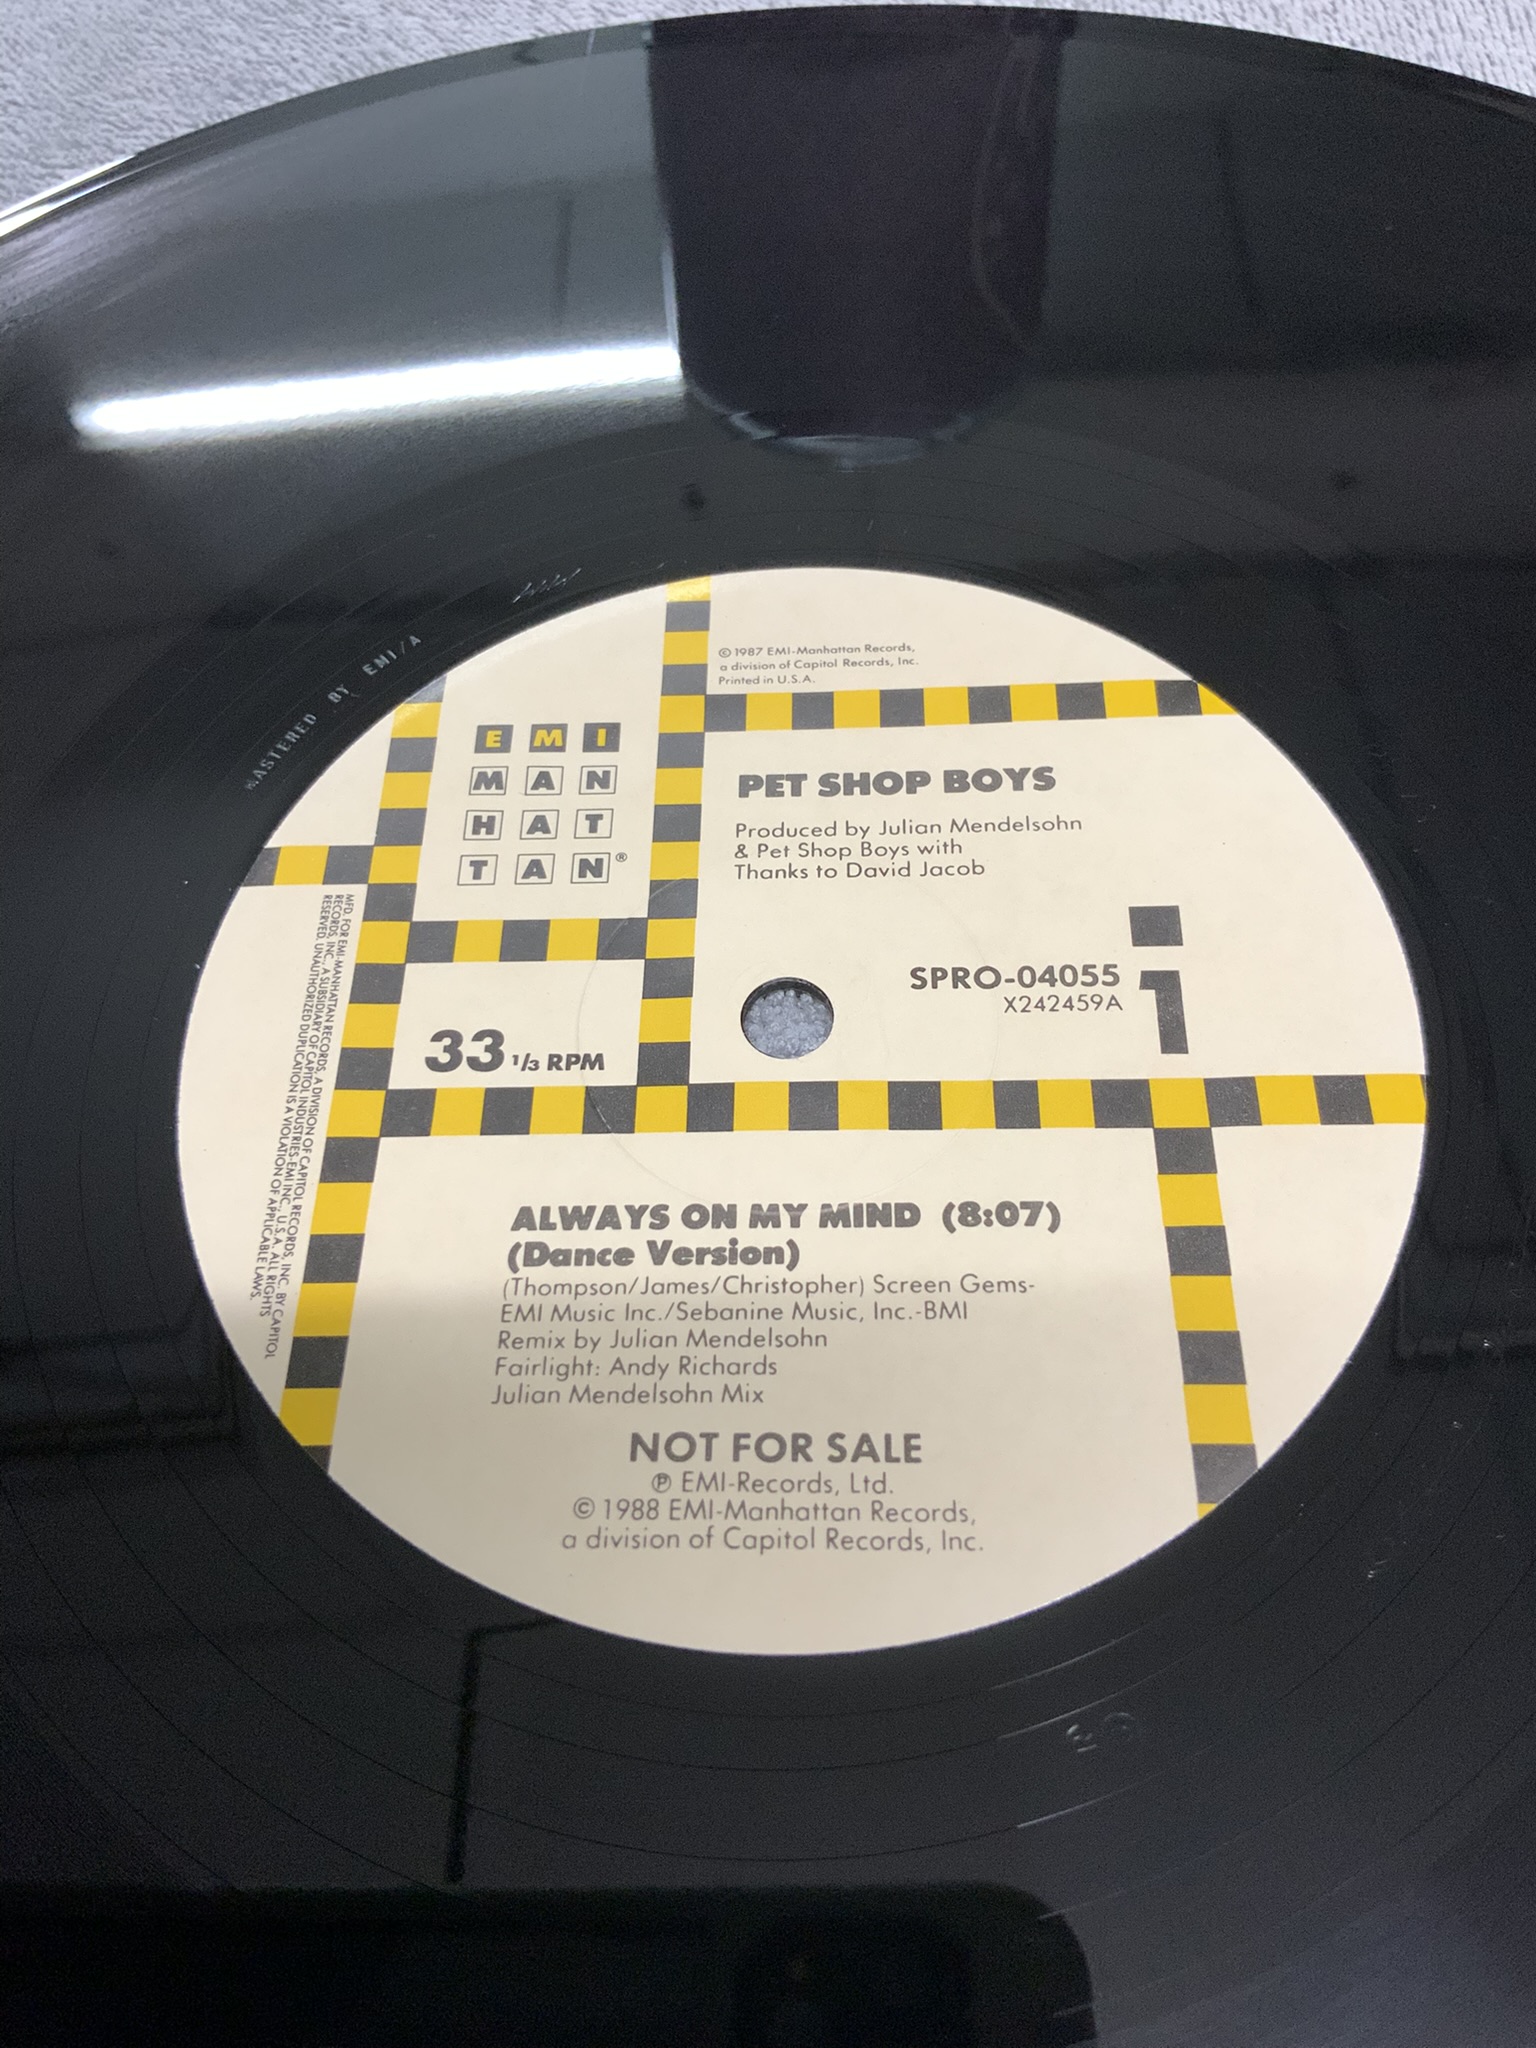 MASTERED BY EMI/A
© 1987 EMI-Manhattan Records,
a division of Capitol Records, Inc.
Printed in U.S.A.
EMI
MAN
HAT
TAN®
PET SHOP BOYS
Produced by Julian Mendelsohn
& Pet Shop Boys with
Thanks to David Jacob
SPRO-04055
X242459A
1
33 1/3 RPM
MFD. FOR EMI-MANHATTAN RECORDS, A DIVISION OF CAPITOL RECORDS, INC. BY CAPITOL
RECORDS, INC., A SUBSIDIARY OF CAPITOL INDUSTRIES-EMI INC., U.S.A. ALL RIGHTS
RESERVED. UNAUTHORIZED DUPLICATION IS A VIOLATION OF APPLICABLE LAWS.
ALWAYS ON MY MIND (8:07)
(Dance Version)
(Thompson/James/Christopher) Screen Gems-
EMI Music Inc./Sebanine Music, Inc.-BMI
Remix by Julian Mendelsohn
Fairlight: Andy Richards
Julian Mendelsohn Mix
NOT FOR SALE
℗ EMI-Records, Ltd.
© 1988 EMI-Manhattan Records,
a division of Capitol Records, Inc.